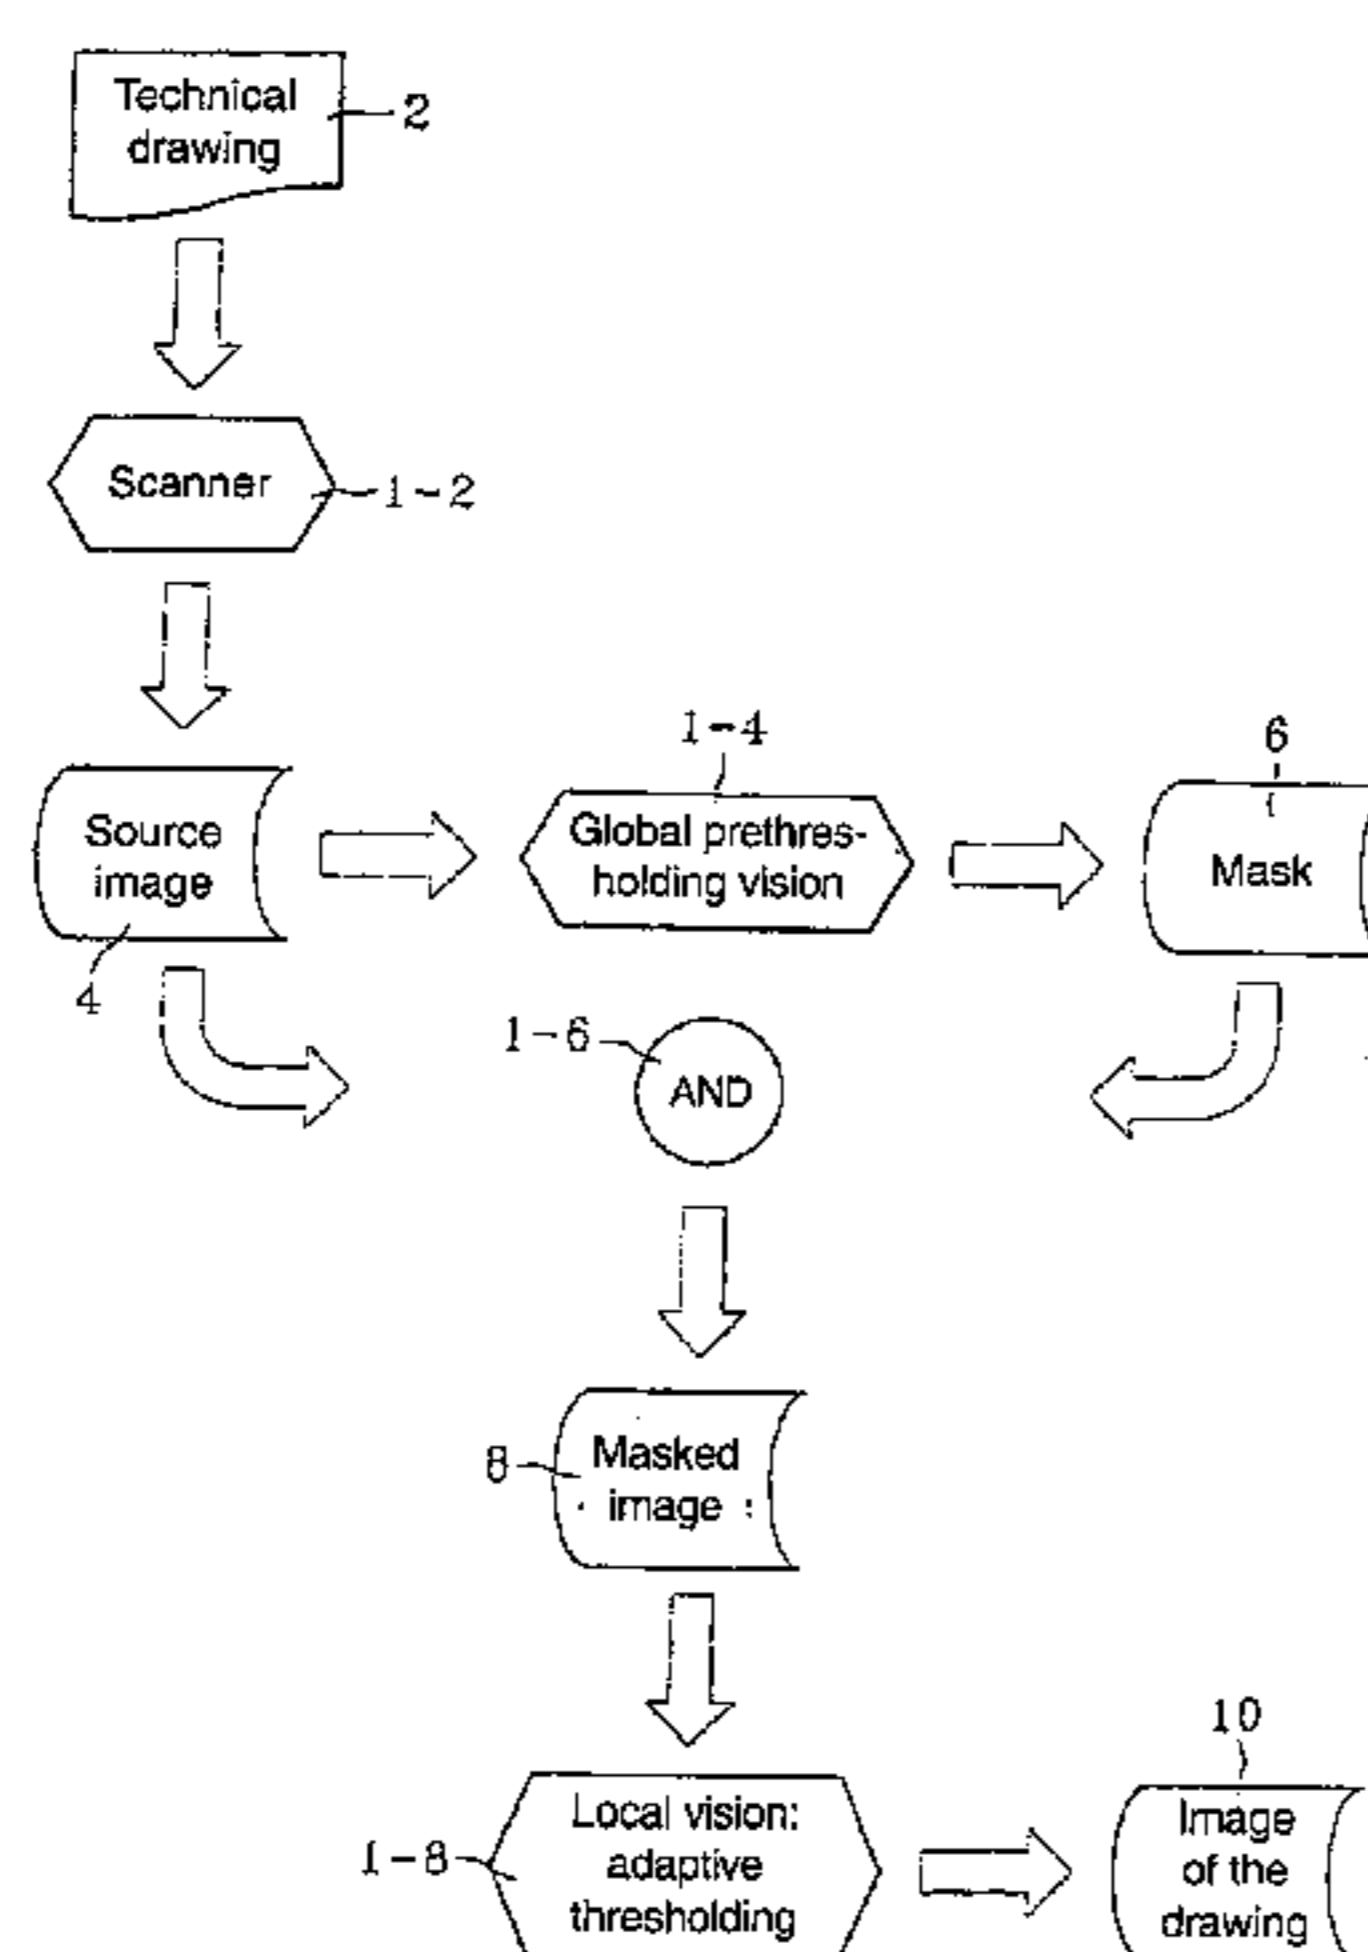 Technical
drawing
2
Scanner
1-2
1-4
6
Source
image
Global prethres-
holding vision
Mask
4
1-6
AND
Masked
image
8
10
Local vision:
adaptive
thresholding
1-8
Image
of the
drawing